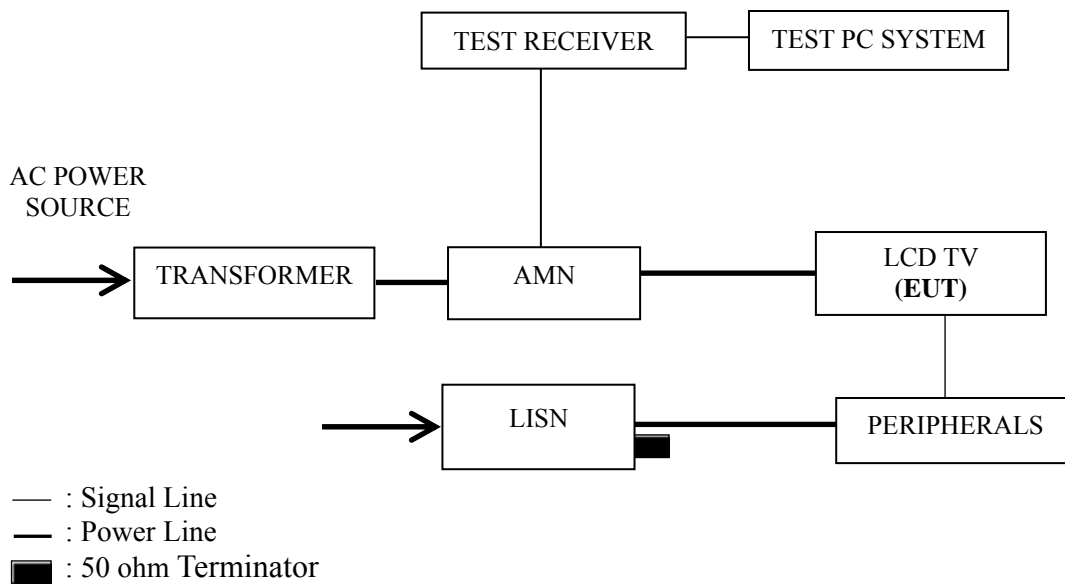 TEST RECEIVER
TEST PC SYSTEM
AC POWER
SOURCE
TRANSFORMER
AMN
LCD TV
(EUT)
LISN
PERIPHERALS
: Signal Line
: Power Line
: 50 ohm Terminator